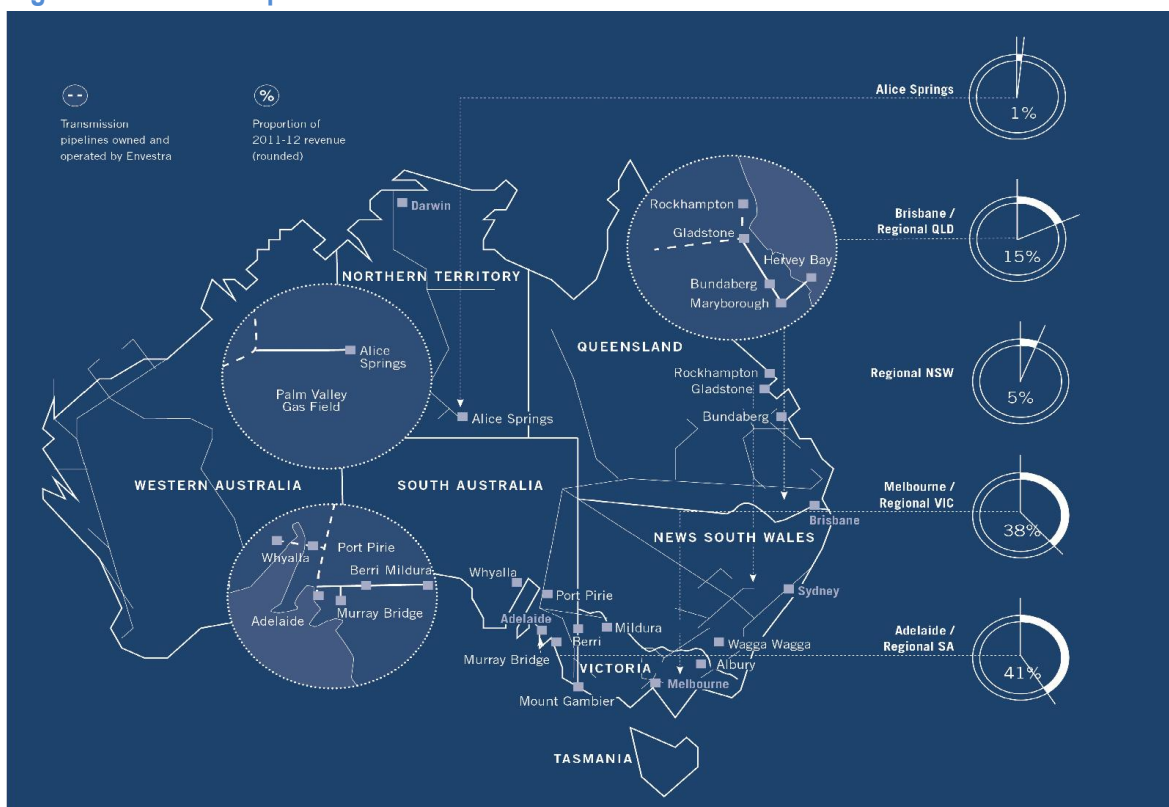 %
Transmission
pipelines owned and
operated by Envestra
Proportion of
2011-12 revenue
(rounded)
Alice Springs
1%
Brisbane /
Regional QLD
15%
Regional NSW
5%
Melbourne /
Regional VIC
38%
Adelaide /
Regional SA
41%
Darwin
NORTHERN TERRITORY
Rockhampton
Gladstone
Hervey Bay
Bundaberg
Maryborough
Alice
Springs
Palm Valley
Gas Field
QUEENSLAND
Rockhampton
Gladstone
Bundaberg
Alice Springs
WESTERN AUSTRALIA
SOUTH AUSTRALIA
Brisbane
NEWS SOUTH WALES
Whyalla
Port Pirie
Berri Mildura
Adelaide
Murray Bridge
Whyalla
Port Pirie
Sydney
Adelaide
Berri
Mildura
Murray Bridge
Wagga Wagga
Albury
VICTORIA
Melbourne
Mount Gambier
TASMANIA